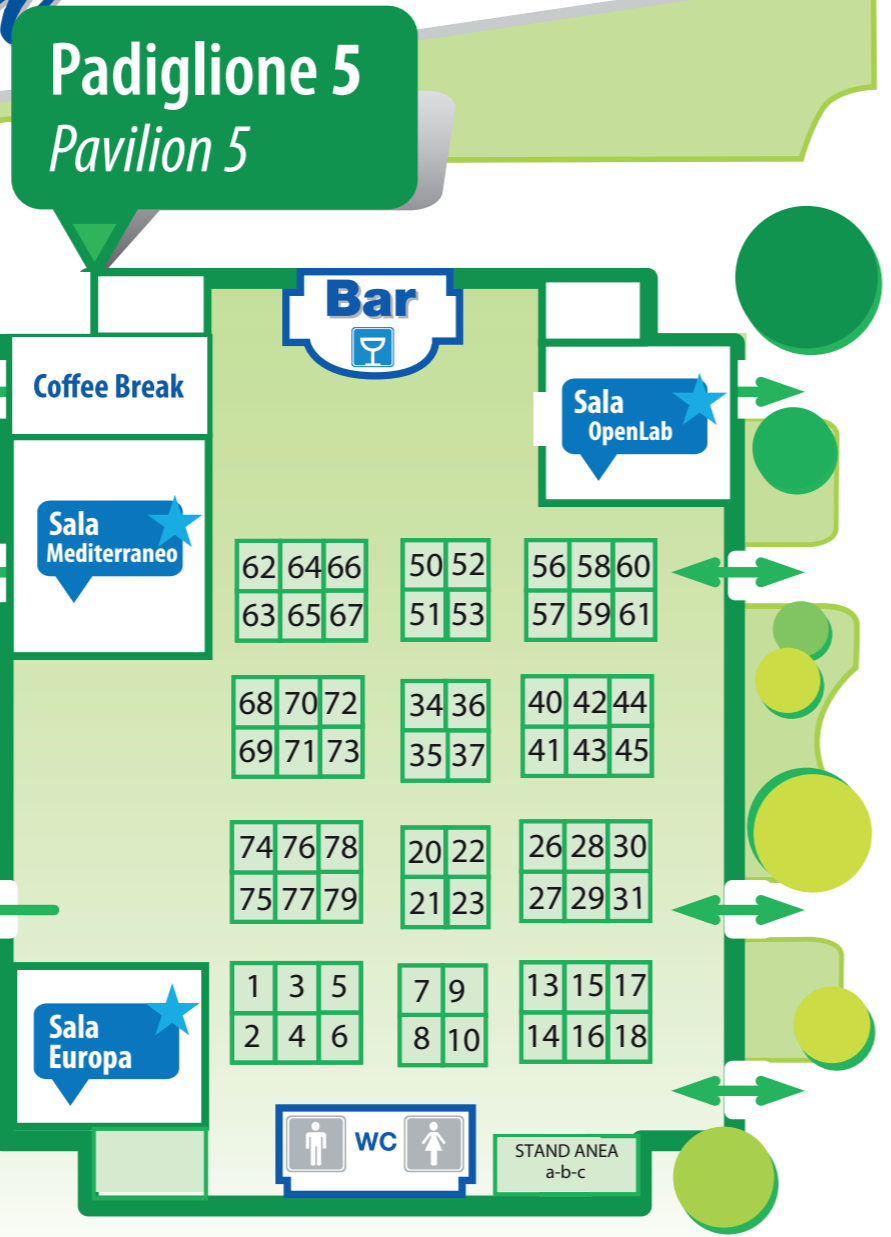 Padiglione 5
Pavilion 5
Bar
Coffee Break
Sala
OpenLab
Sala
Mediterraneo
62 64 66
63 65 67
50 52
51 53
56 58 60
57 59 61
68 70 72
69 71 73
34 36
35 37
40 42 44
41 43 45
74 76 78
75 77 79
20 22
21 23
26 28 30
27 29 31
1 3 5
2 4 6
7 9
8 10
13 15 17
14 16 18
Sala
Europa
WC
STAND ANEA
a-b-c